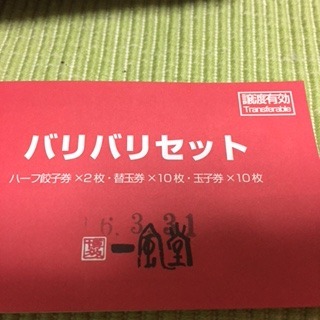 譲渡有効
Transferable
バリバリセット
ハーフ餃子券×2枚・替玉券×10枚・玉子券×10枚
6.3.31
一風堂